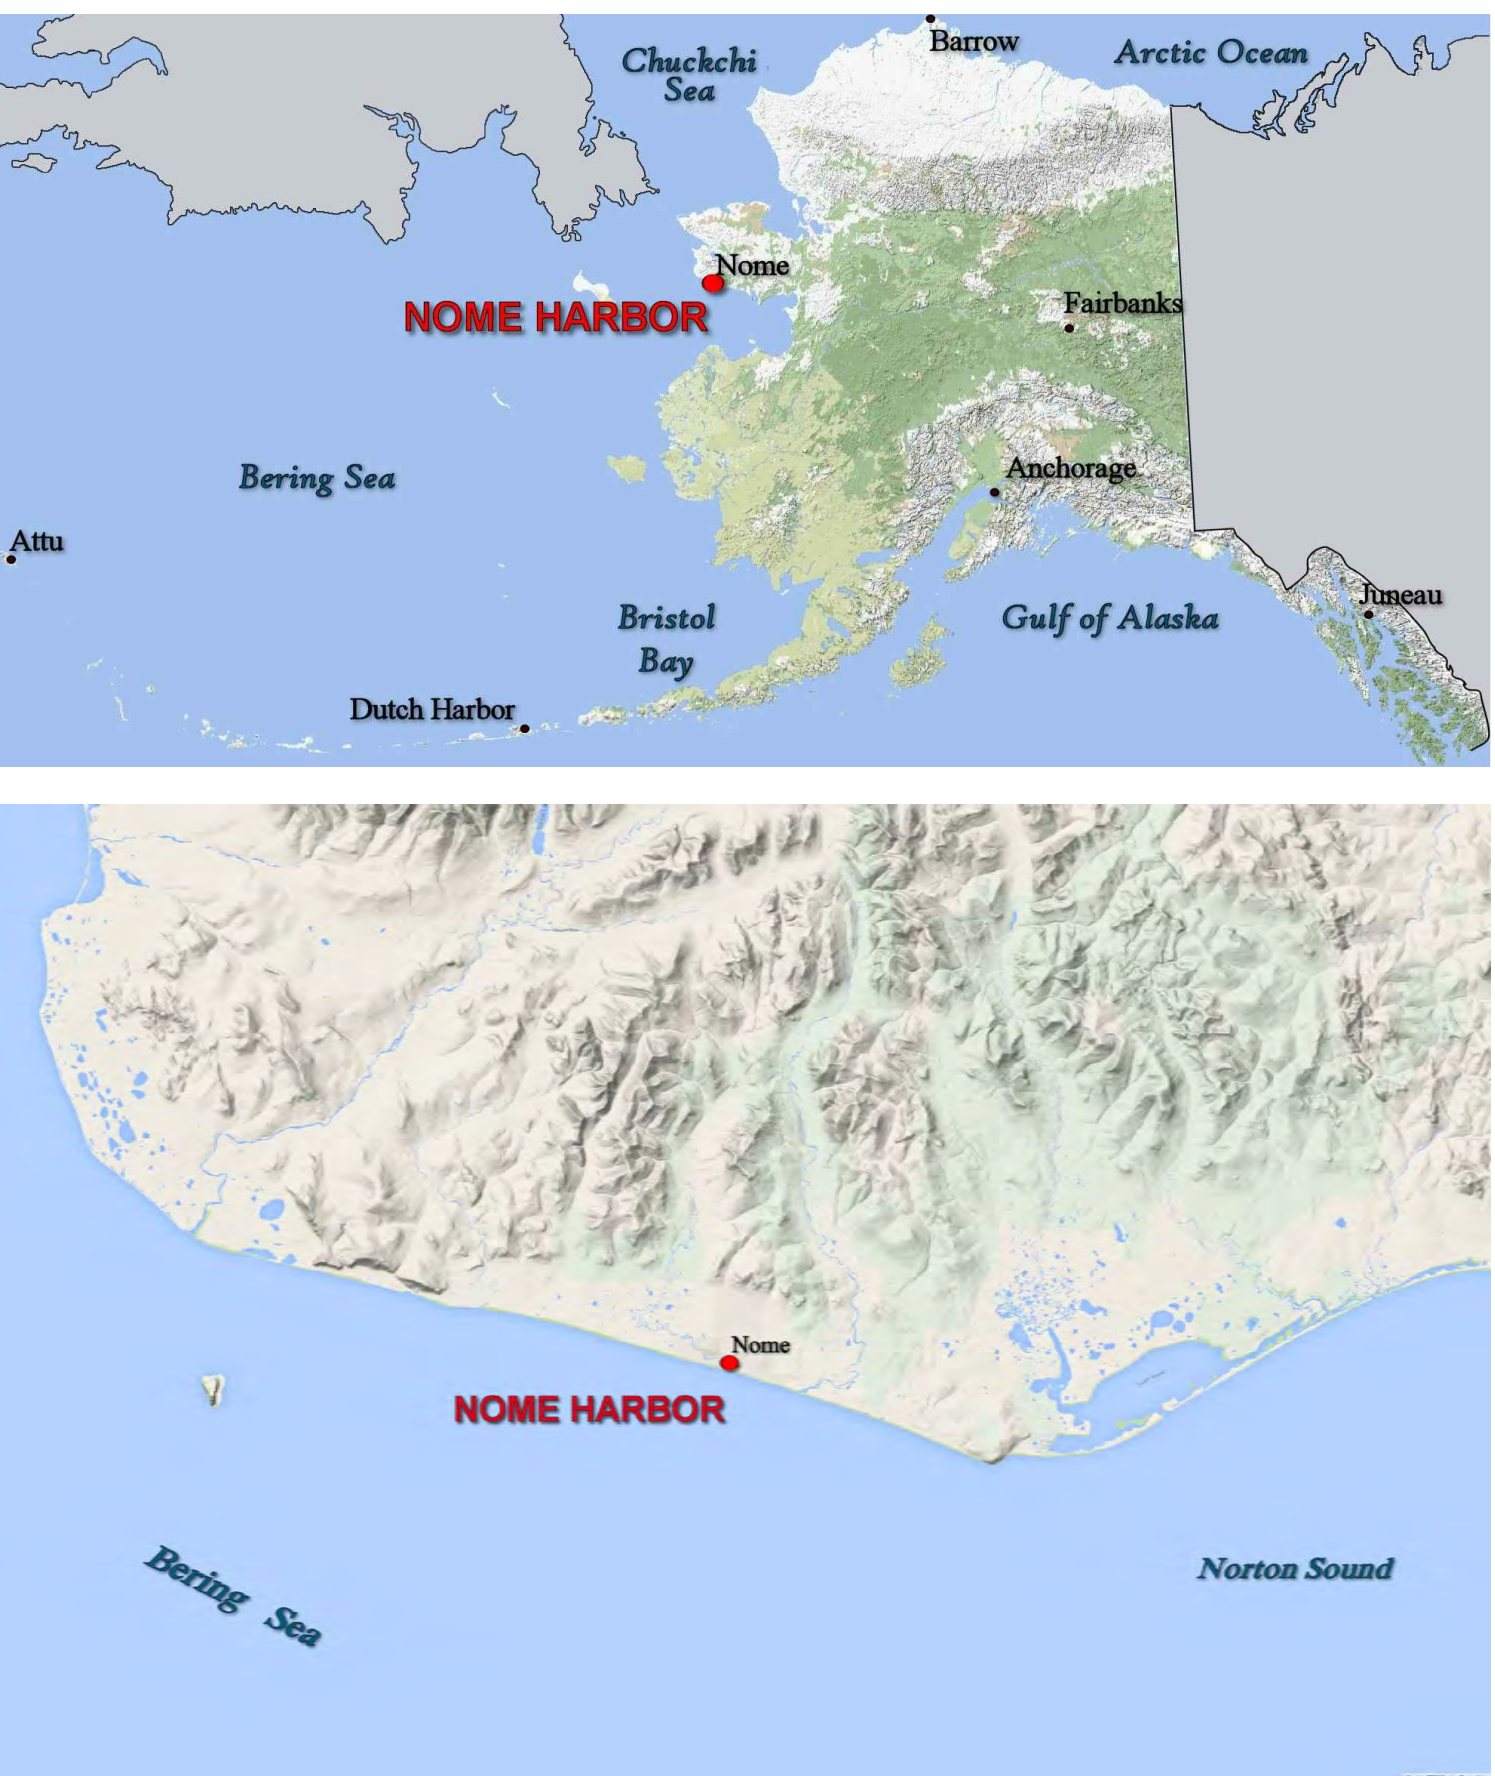 Barrow
Chuckchi
Sea
Arctic Ocean
Nome
NOME HARBOR
Fairbanks
Anchorage
Bering Sea
Attu
Bristol
Bay
Gulf of Alaska
Juneau
Dutch Harbor
Nome
NOME HARBOR
Bering Sea
Norton Sound